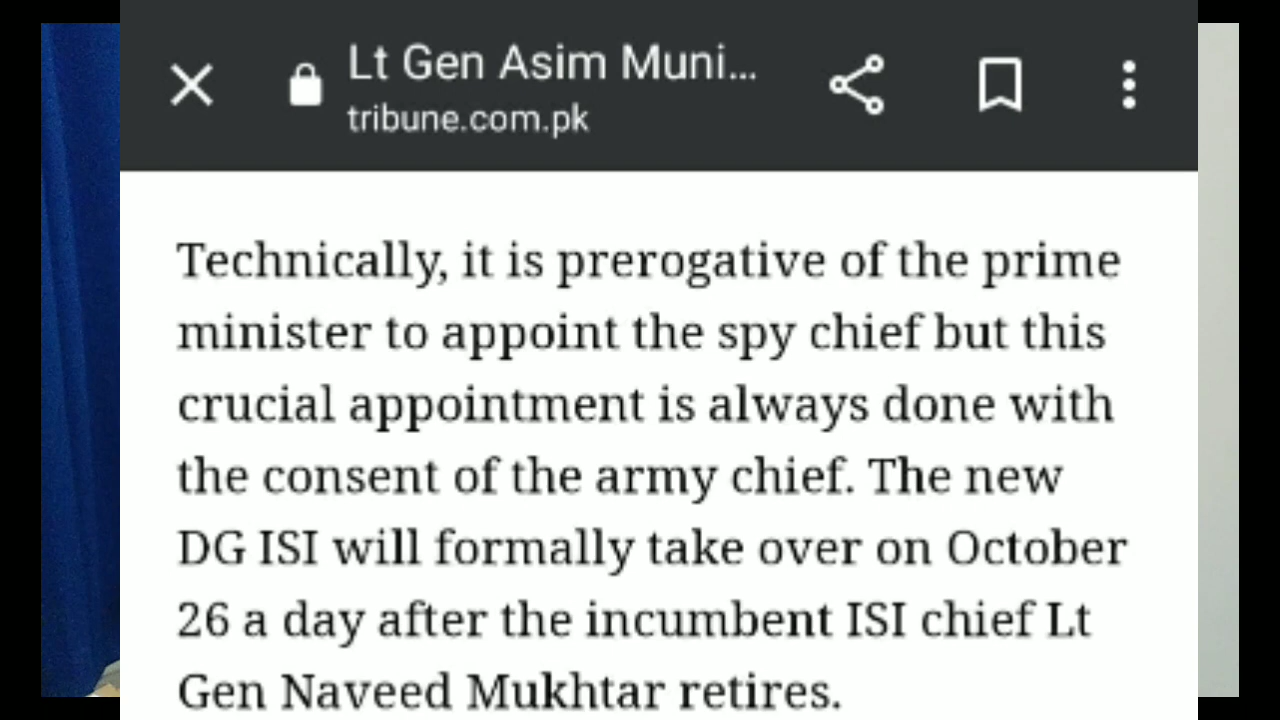 Lt Gen Asim Muni...
tribune.com.pk
Technically, it is prerogative of the prime
minister to appoint the spy chief but this
crucial appointment is always done with
the consent of the army chief. The new
DG ISI will formally take over on October
26 a day after the incumbent ISI chief Lt
Gen Naveed Mukhtar retires.